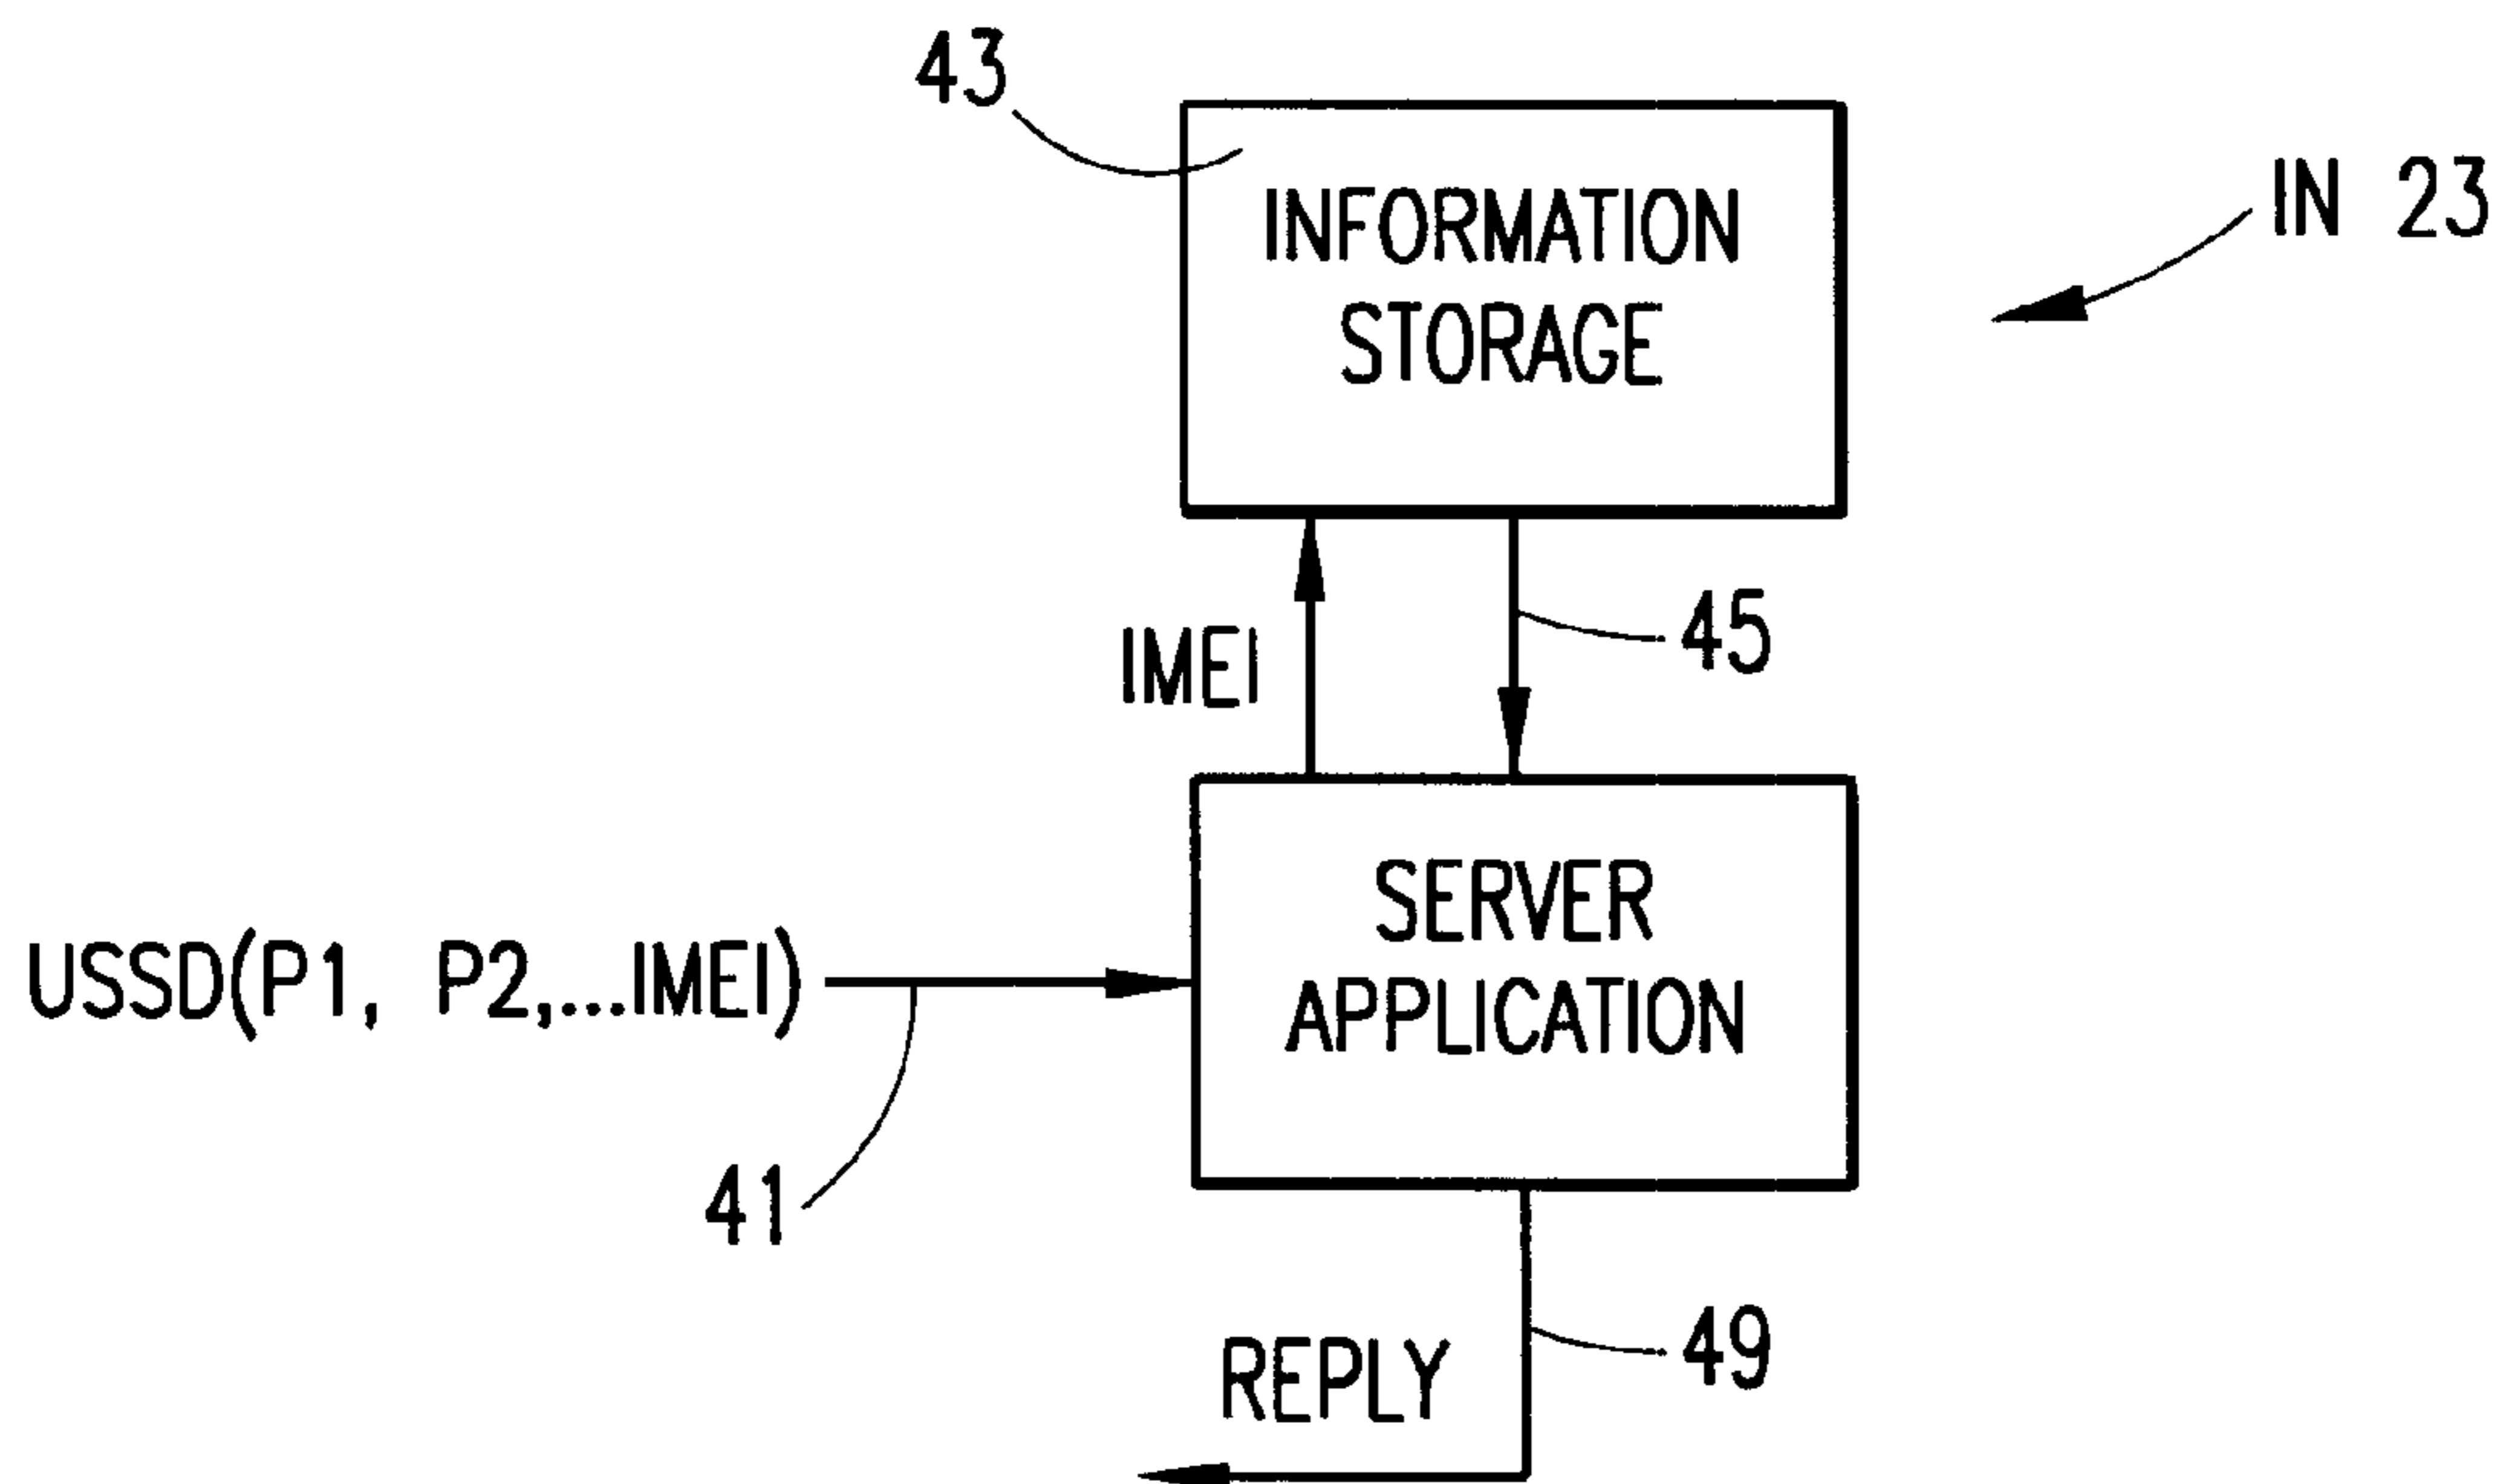 43
INFORMATION
STORAGE
IN 23
IMEI
45
SERVER
APPLICATION
USSD(P1, P2,...IMEI)
41
REPLY
49